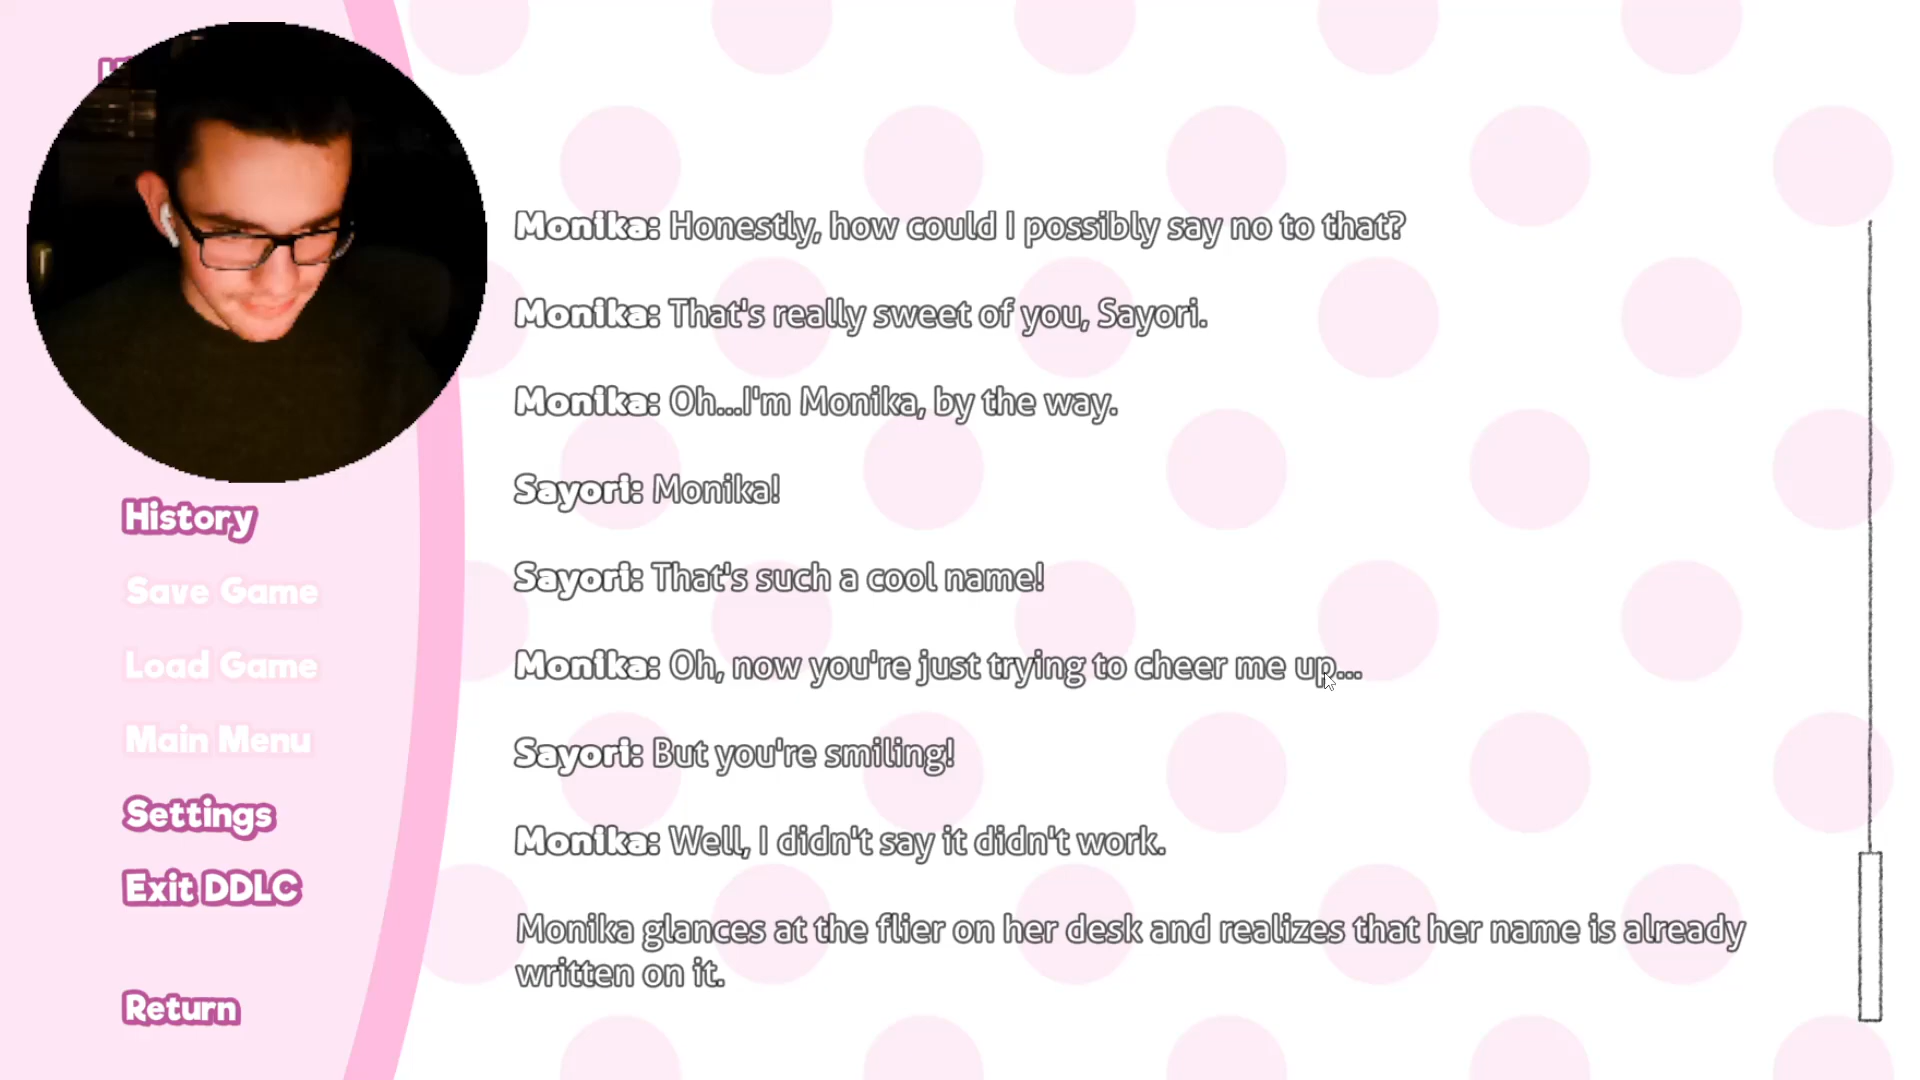 Monika: Honestly, how could I possibly say no to that?
Monika: That's really sweet of you, Sayori.
Monika: Oh...I'm Monika, by the way.
Sayori: Monika!
Sayori: That's such a cool name!
Monika: Oh, now you're just trying to cheer me up...
Sayori: But you're smiling!
Monika: Well, I didn't say it didn't work.
Monika glances at the flier on her desk and realizes that her name is already
written on it.
History
Save Game
Load Game
Main Menu
Settings
Exit DDLC
Return